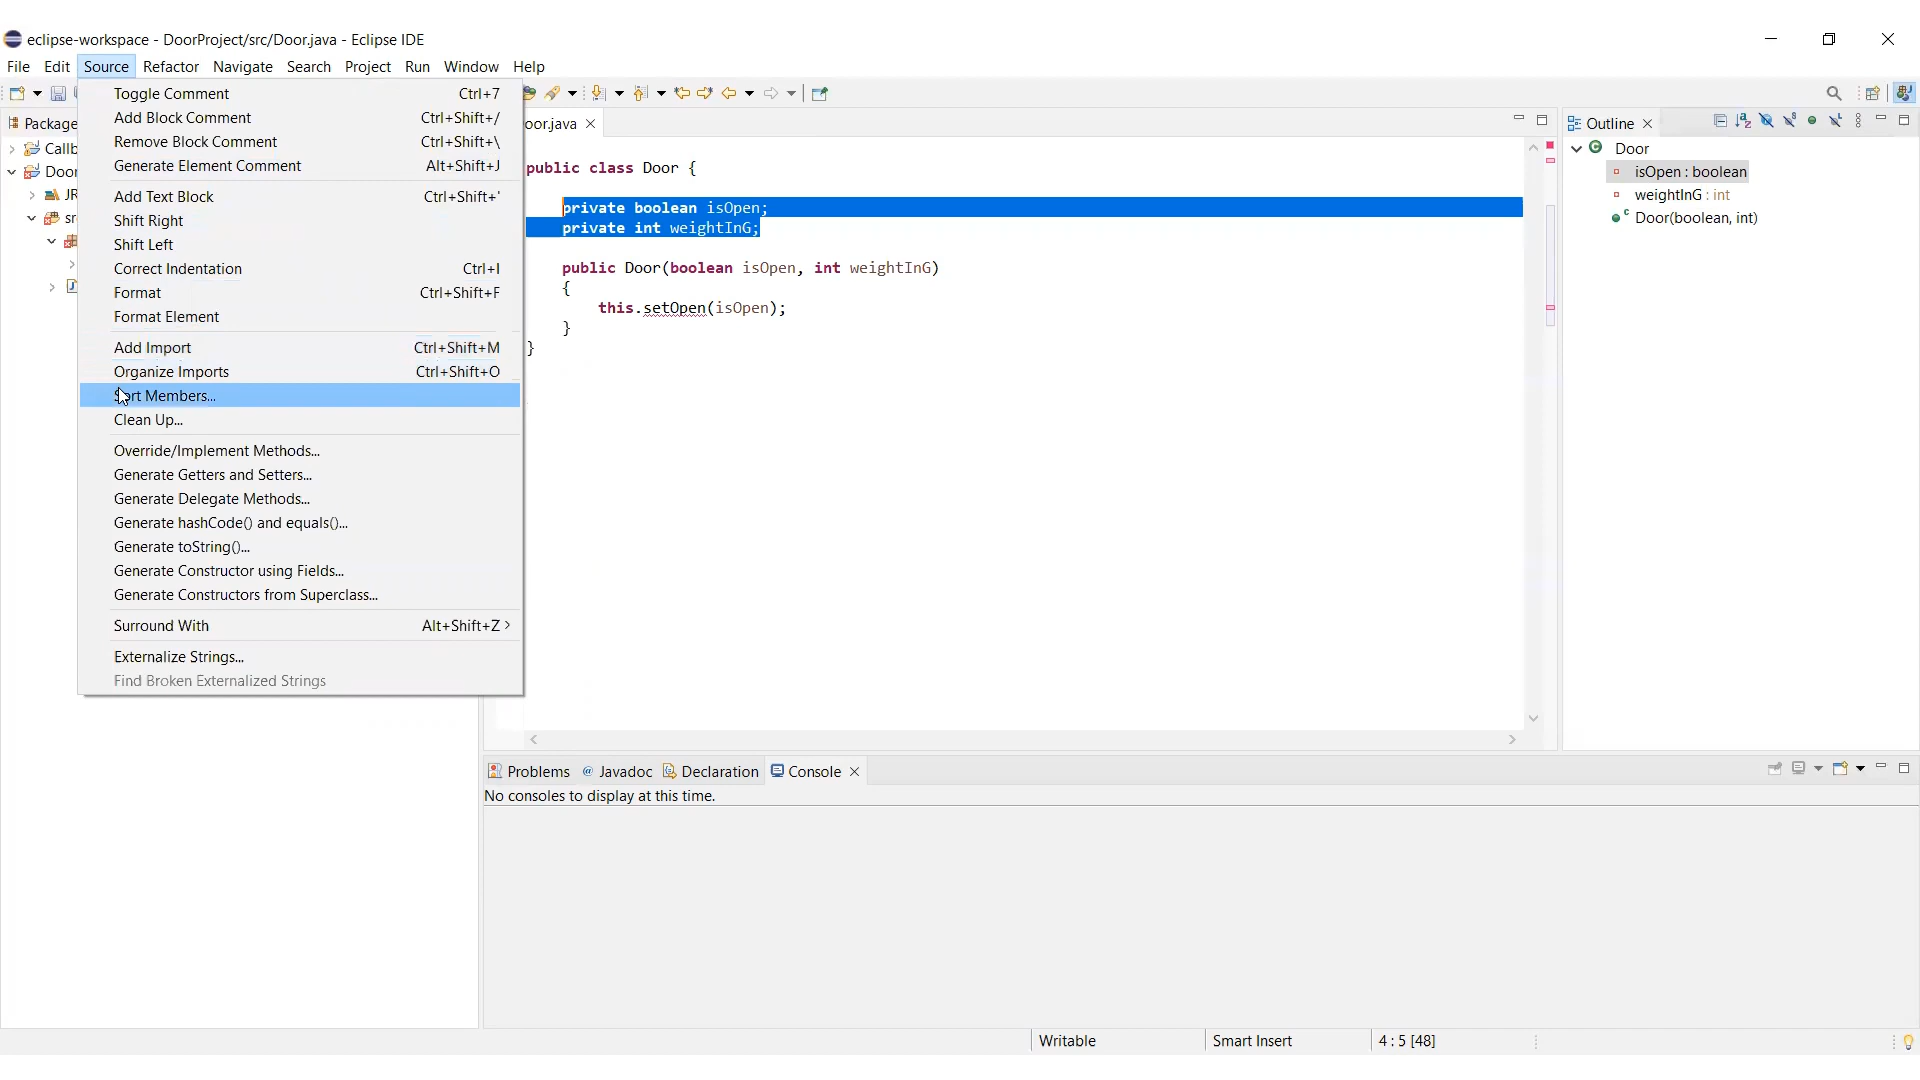 eclipse-workspace - DoorProject/src/Door.java - Eclipse IDE
File Edit Source Refactor Navigate Search Project Run Window Help
Toggle Comment Ctrl+7
Add Block Comment Ctrl+Shift+/
Remove Block Comment Ctrl+Shift+\
Generate Element Comment Alt+Shift+J
Add Text Block Ctrl+Shift+'
Shift Right
Shift Left
Correct Indentation Ctrl+I
Format Ctrl+Shift+F
Format Element
Add Import Ctrl+Shift+M
Organize Imports Ctrl+Shift+O
Sort Members...
Clean Up...
Override/Implement Methods...
Generate Getters and Setters...
Generate Delegate Methods...
Generate hashCode() and equals()...
Generate toString()...
Generate Constructor using Fields...
Generate Constructors from Superclass...
Surround With Alt+Shift+Z >
Externalize Strings...
Find Broken Externalized Strings
Package
Callb
Door
JR
sr
oor.java
public class Door {
private boolean isOpen;
private int weightInG;
public Door(boolean isOpen, int weightInG)
{
this.setOpen(isOpen);
}
}
Outline
Door
isOpen : boolean
weightInG : int
Door(boolean, int)
Problems @ Javadoc Declaration Console
No consoles to display at this time.
Writable Smart Insert 4 : 5 [48]